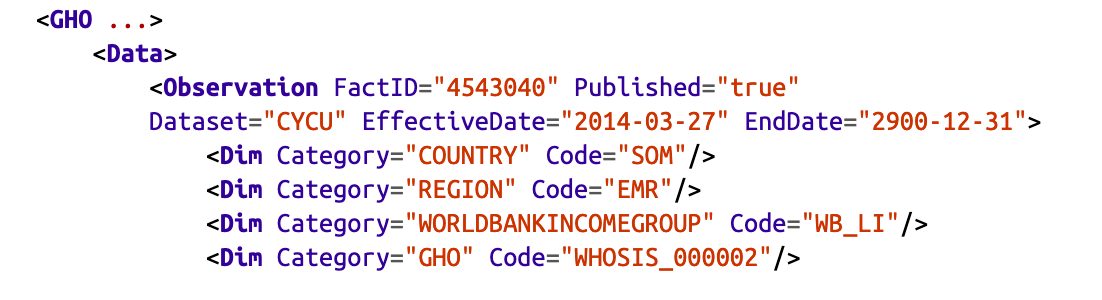 <GHO ...>
<Data>
<Observation FactID="4543040" Published="true"
Dataset="CYCU" EffectiveDate="2014-03-27" EndDate="2900-12-31">
<Dim Category="COUNTRY" Code="SOM"/>
<Dim Category="REGION" Code="EMR"/>
<Dim Category="WORLDBANKINCOMEGROUP" Code="WB_LI"/>
<Dim Category="GHO" Code="WHOSIS_000002"/>